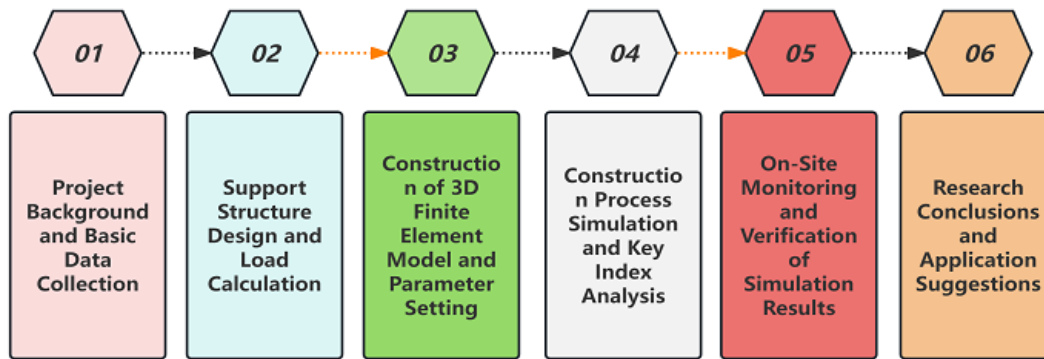 01
02
03
04
05
06
Project
Background
and Basic
Data
Collection
Support
Structure
Design and
Load
Calculation
Constructio
n of 3D
Finite
Element
Model and
Parameter
Setting
Constructio
n Process
Simulation
and Key
Index
Analysis
On-Site
Monitoring
and
Verification
of
Simulation
Results
Research
Conclusions
and
Application
Suggestions